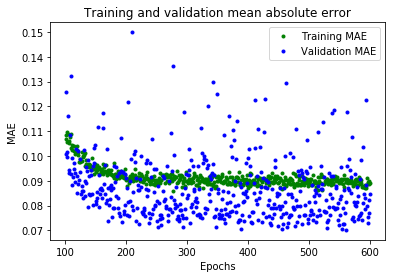 Training and validation mean absolute error
0.15
0.14
0.13
0.12
0.11
0.10
0.09
0.08
0.07
MAE
Training MAE
Validation MAE
100 200 300 400 500 600
Epochs